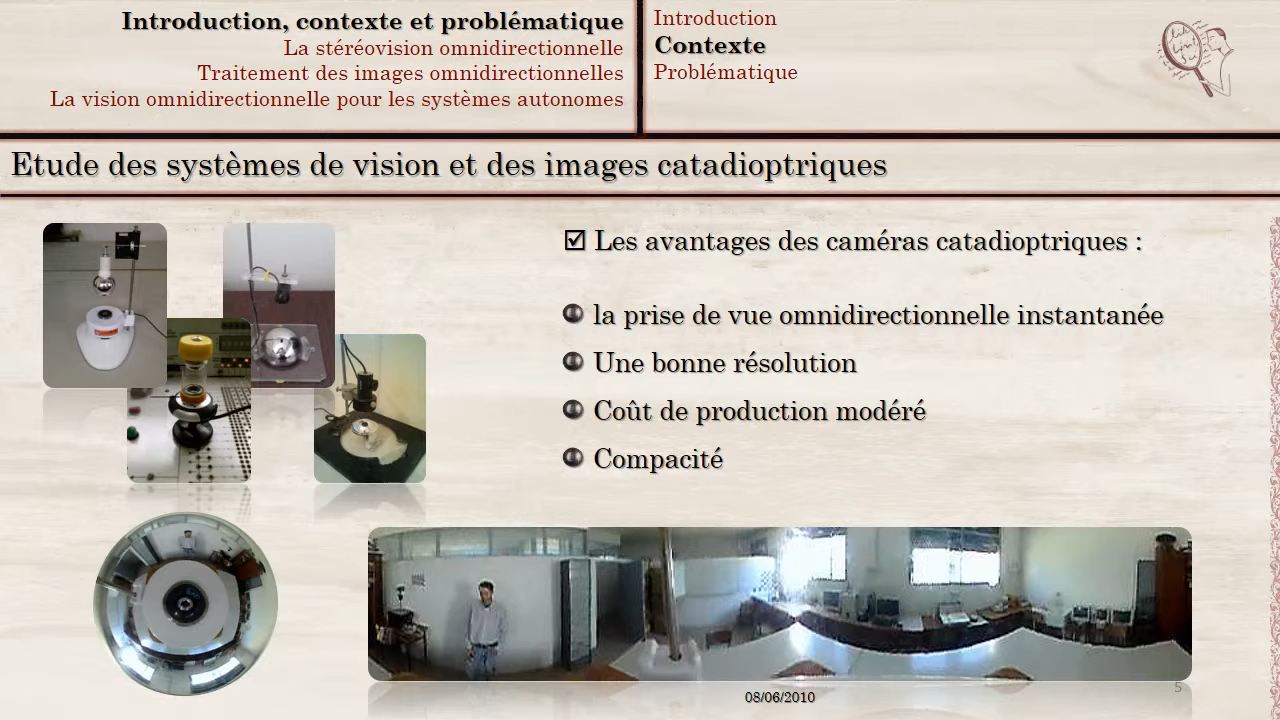 Introduction, contexte et problématique
La stéréovision omnidirectionnelle
Traitement des images omnidirectionnelles
La vision omnidirectionnelle pour les systèmes autonomes
Introduction
Contexte
Problématique
Etude des systèmes de vision et des images catadioptriques
Les avantages des caméras catadioptriques :
la prise de vue omnidirectionnelle instantanée
Une bonne résolution
Coût de production modéré
Compacité
08/06/2010
5